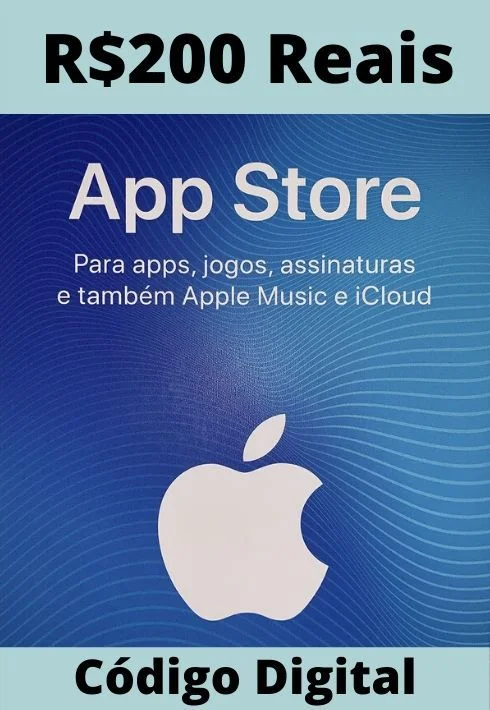 R$200 Reais
App Store
Para apps, jogos, assinaturas
e também Apple Music e iCloud
Código Digital